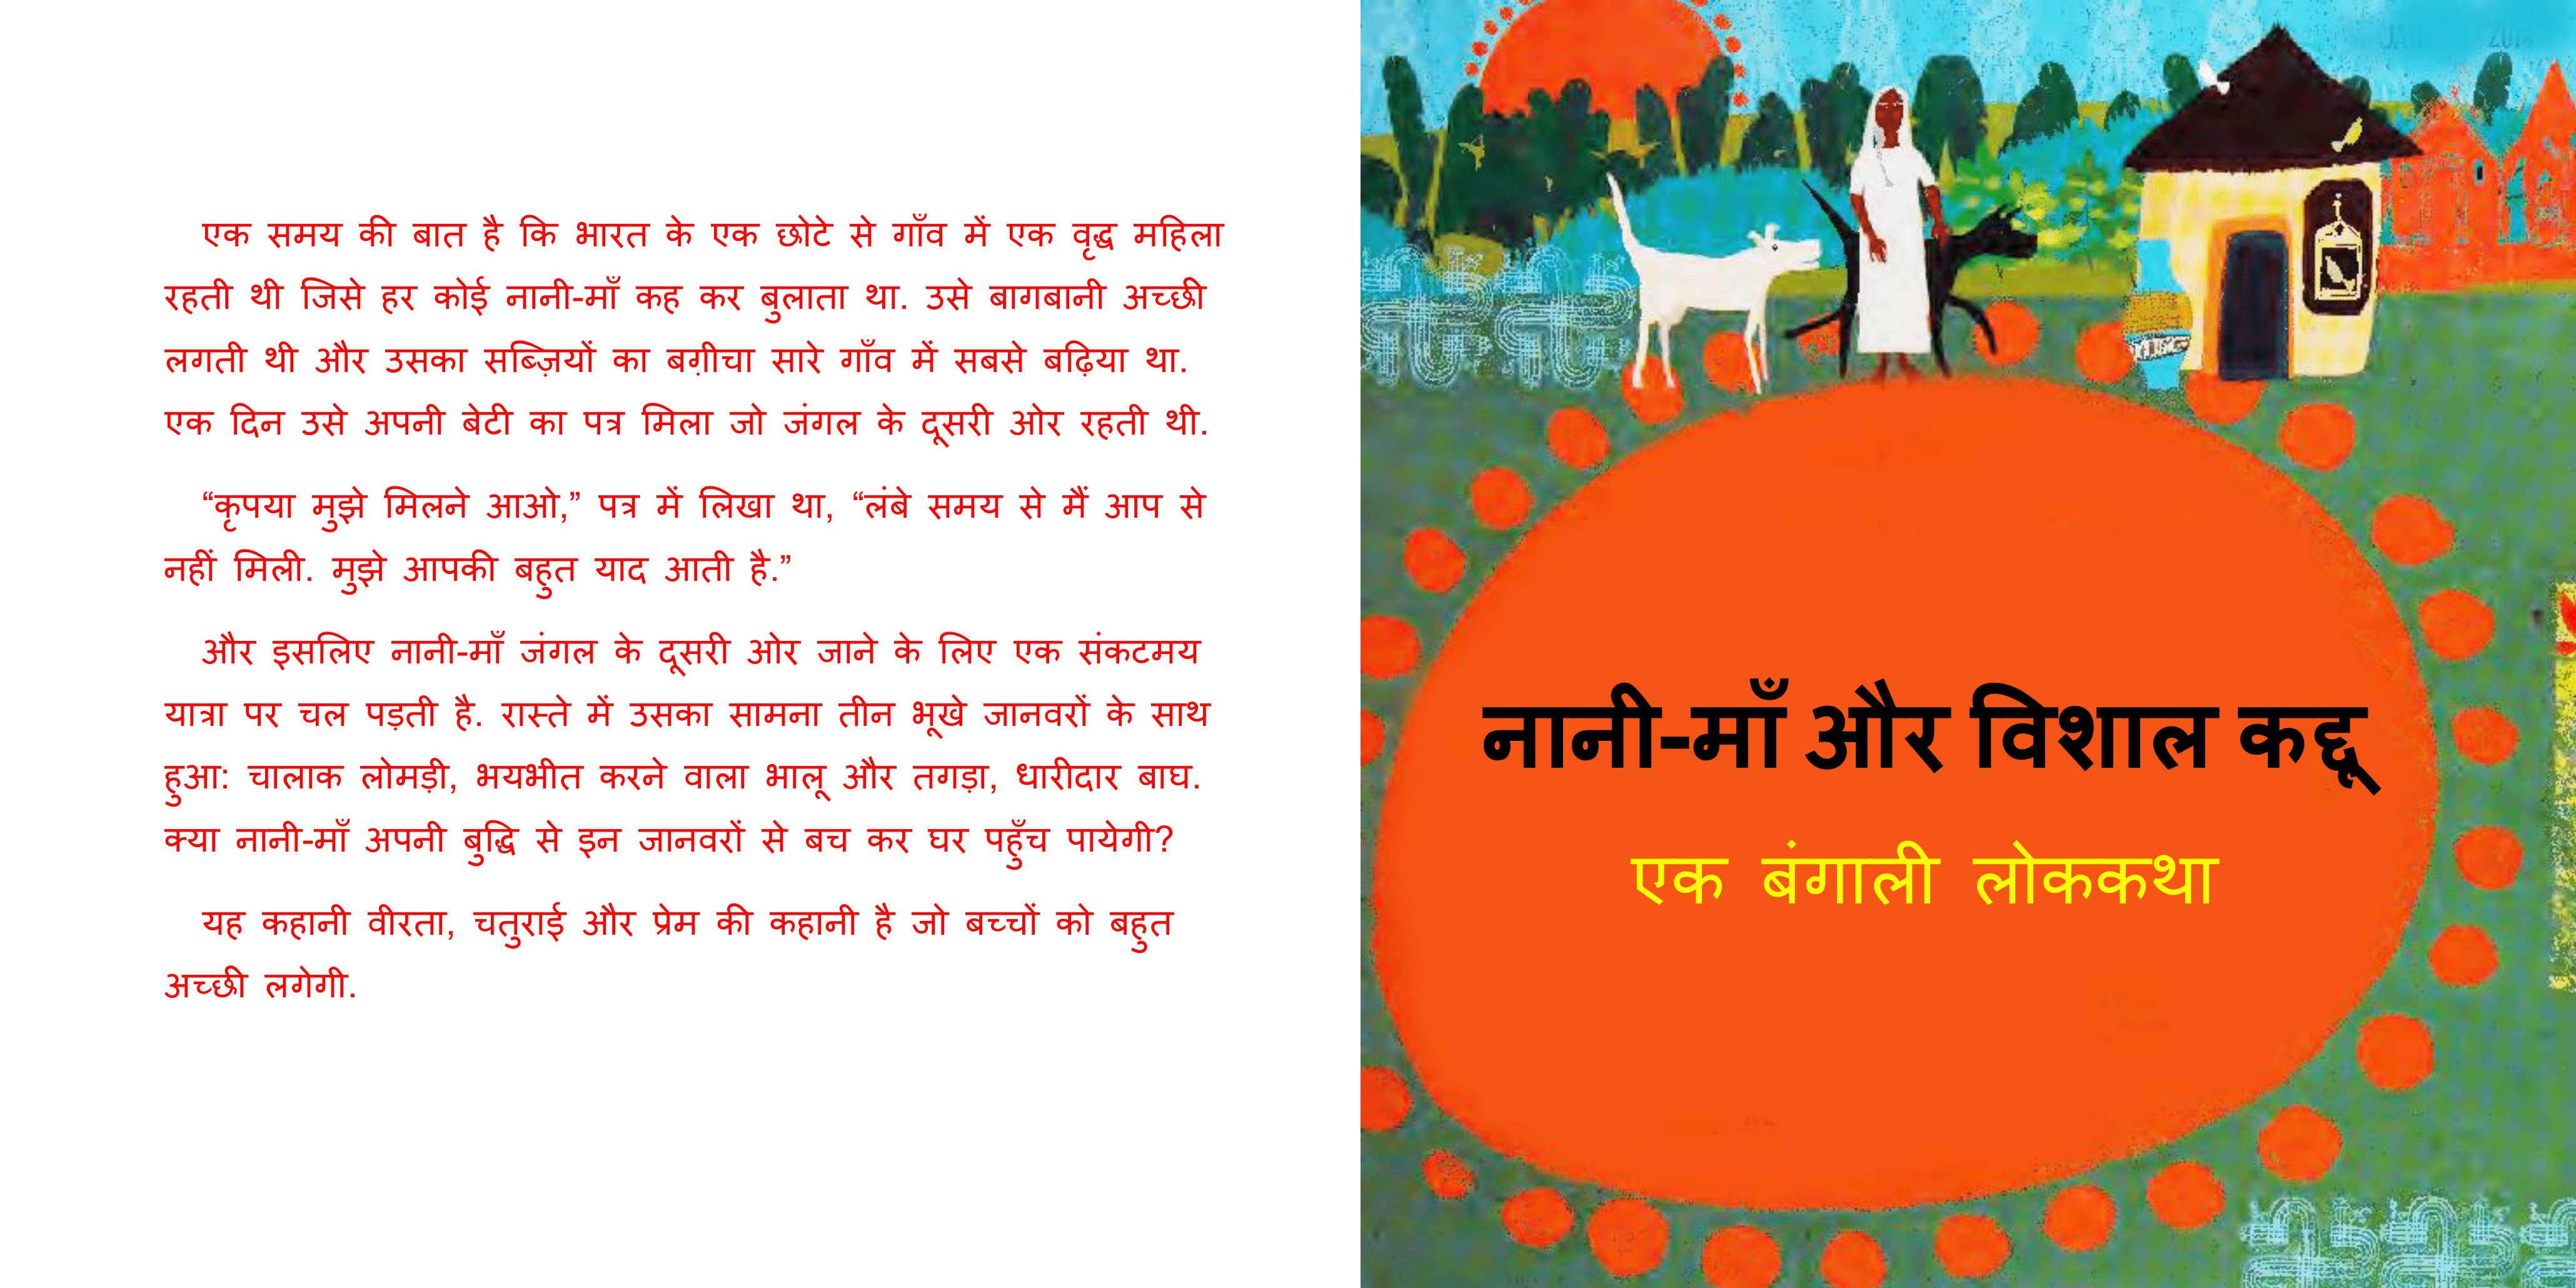 एक समय की बात है कि भारत के एक छोटे से गाँव में एक वृद्ध महिला
रहती थी जिसे हर कोई नानी-माँ कह कर बुलाता था. उसे बागबानी अच्छी
लगती थी और उसका सब्ज़ियों का बग़ीचा सारे गाँव में सबसे बढ़िया था.
एक दिन उसे अपनी बेटी का पत्र मिला जो जंगल के दूसरी ओर रहती थी.
“कृपया मुझे मिलने आओ,” पत्र में लिखा था, “लंबे समय से मैं आप से
नहीं मिली. मुझे आपकी बहुत याद आती है.”
और इसलिए नानी-माँ जंगल के दूसरी ओर जाने के लिए एक संकटमय
यात्रा पर चल पड़ती है. रास्ते में उसका सामना तीन भूखे जानवरों के साथ
हुआ: चालाक लोमड़ी, भयभीत करने वाला भालू और तगड़ा, धारीदार बाघ.
क्या नानी-माँ अपनी बुद्धि से इन जानवरों से बच कर घर पहुँच पायेगी?
यह कहानी वीरता, चतुराई और प्रेम की कहानी है जो बच्चों को बहुत
अच्छी लगेगी.
नानी-माँ और विशाल कद्दू
एक बंगाली लोककथा